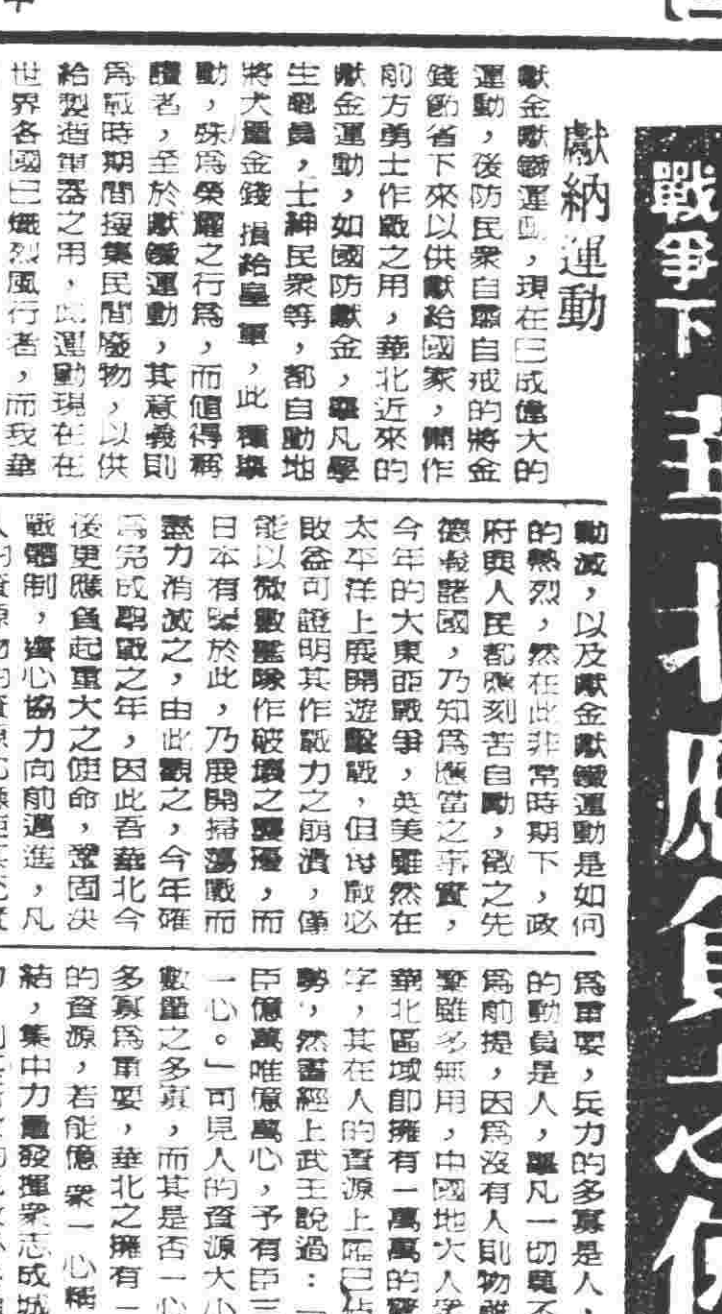 戰爭下
華北應負之使
獻納運動
獻金獻鐵運動，現在已成偉大的
運動，後防民衆自肅自戒的將金
錢節省下來以供獻給國家，備作
前方勇士作戰之用，華北近來的
獻金運動，如國防獻金，舉凡學
生職員，士紳民衆等，都自動地
將大量金錢捐給皇軍，此種舉
動，殊爲榮耀之行爲，而値得稱
讚者，至於獻鐵運動，其意義則
爲戰時期間搜集民間廢物，以供
給製造軍器之用，此運動現在在
世界各國已熾烈風行者，而我華
動減，以及獻金獻鐵運動是如何
的熱烈，然在此非常時期下，政
府與人民都應刻苦自勵，徵之先
德義諸國，乃知爲應當之事實，
今年的大東亞戰爭，英美雖然在
太平洋上展開遊擊戰，但每戰必
敗益可證明其作戰力之崩潰，僅
能以微數艦隊作破壞之擾，而
日本有鑒於此，乃展開掃蕩戰而
盡力消滅之，由此觀之，今年確
爲完成聖戰之年，因此吾華北今
後更應負起重大之使命，鞏固决
戰體制，齊心協力向前邁進，凡
爲重要，兵力的多寡是人，
的動員是人，舉凡一切莫不
爲前提，因爲沒有人則物雖
雖多無用，中國地大人衆
華北區域即擁有一萬萬的
字，其在人的資源上確已佔
勢，然書經上武王說過：一
臣億萬唯億萬心，予有臣三
一心。」可見人的資源大小
數量之多寡，而其是否一心
多寡爲重要，華北之擁有一
的資源，若能億衆一心精
結，集中力量發揮衆志成城